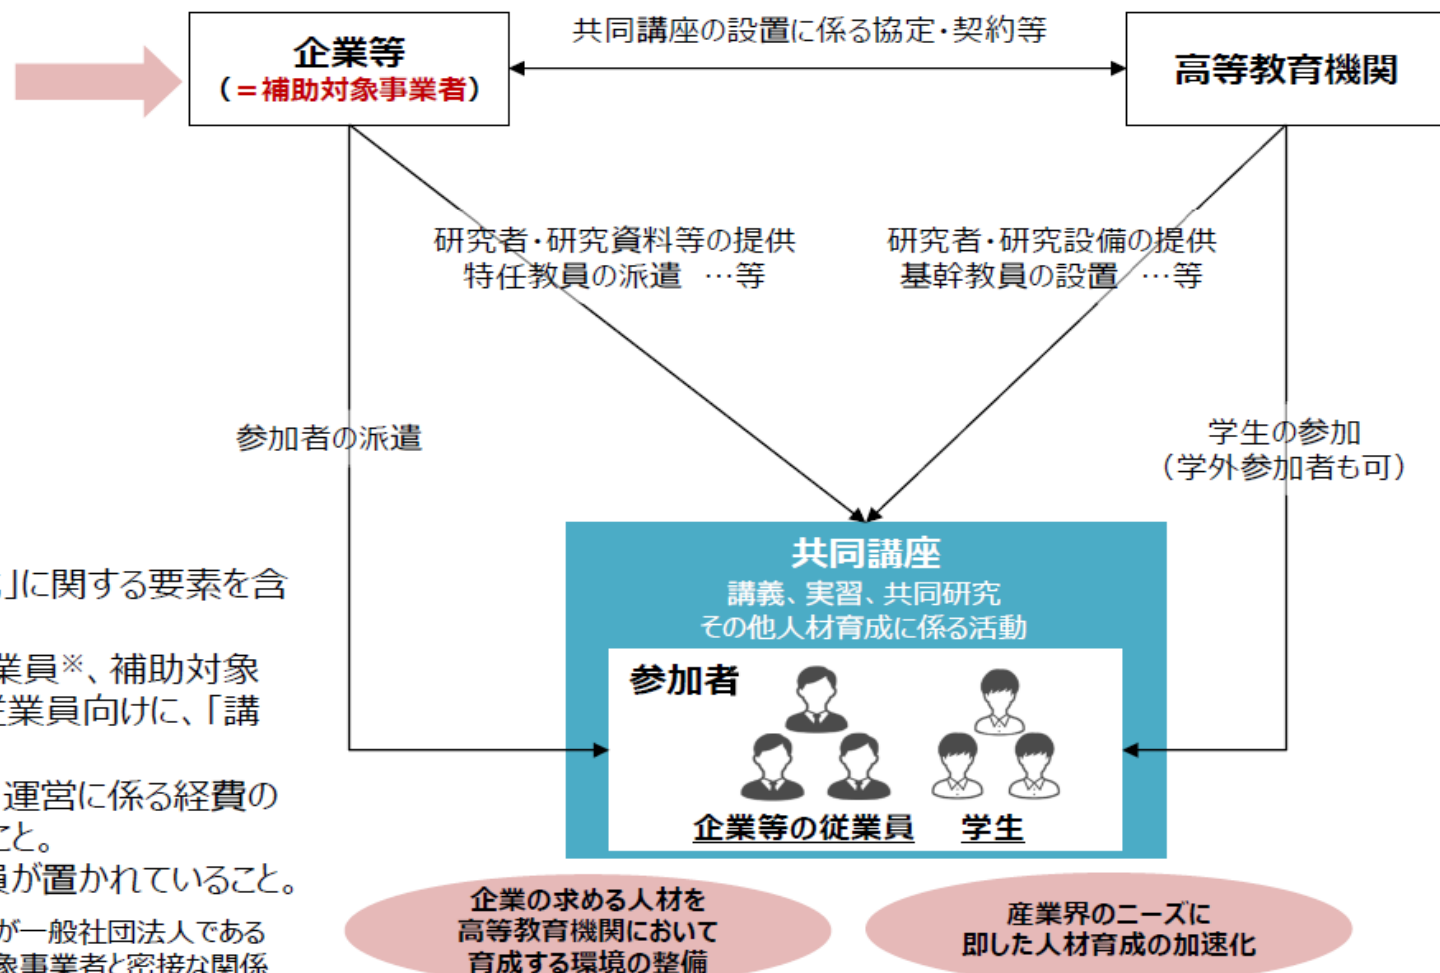 共同講座の設置に係る協定・契約等
企業等
（＝補助対象事業者）
高等教育機関
研究者・研究資料等の提供
特任教員の派遣 …等
研究者・研究設備の提供
基幹教員の設置 …等
参加者の派遣
学生の参加
（学外参加者も可）
共同講座
講義、実習、共同研究
その他人材育成に係る活動
参加者
企業等の従業員 学生
」に関する要素を含
業員※、補助対象
従業員向けに、「講
運営に係る経費の
こと。
員が置かれていること。
が一般社団法人である
象事業者と密接な関係
企業の求める人材を
高等教育機関において
育成する環境の整備
産業界のニーズに
即した人材育成の加速化